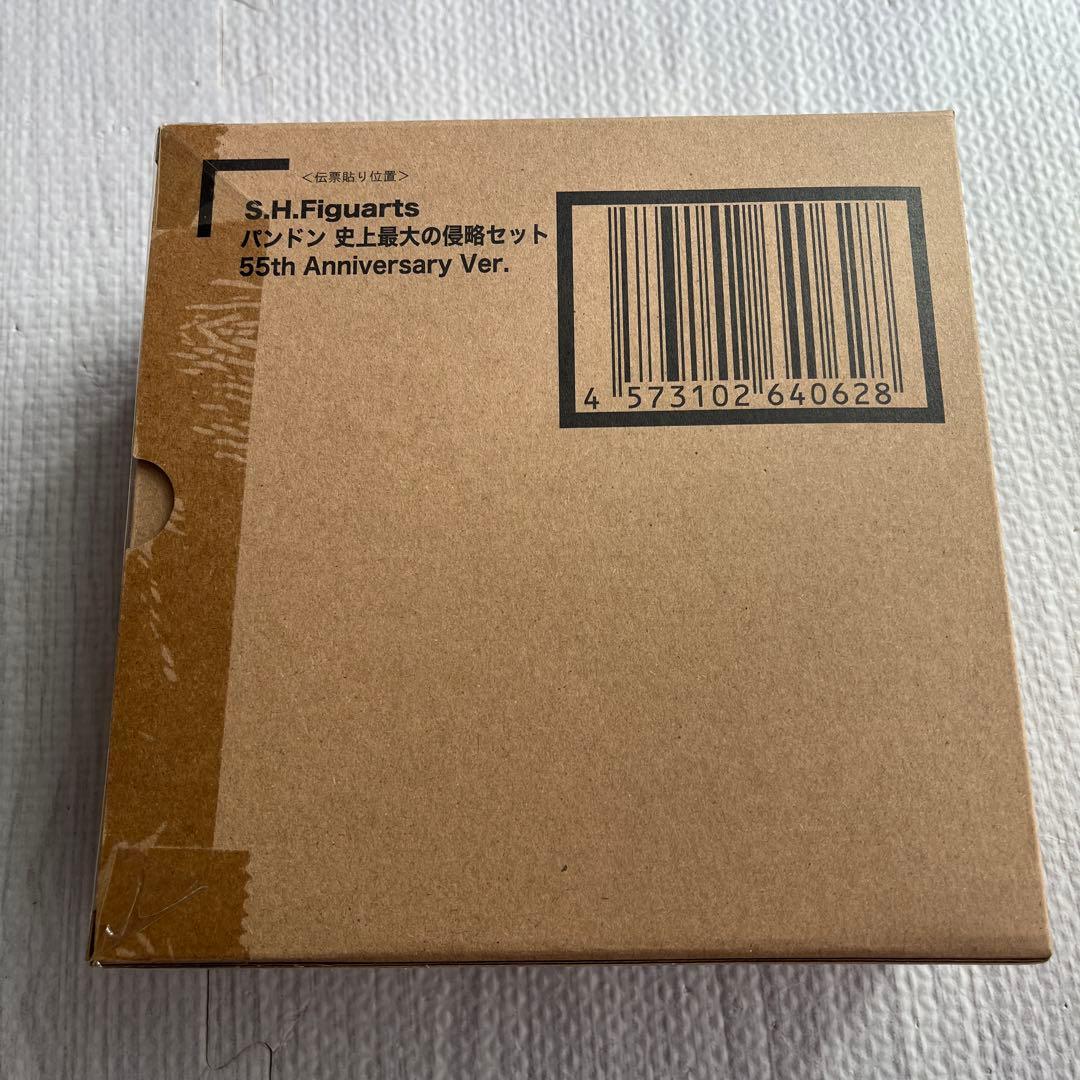 ＜伝票貼り位置＞
S.H.Figuarts
パンドン 史上最大の侵略セット
55th Anniversary Ver.
4 573102 640628